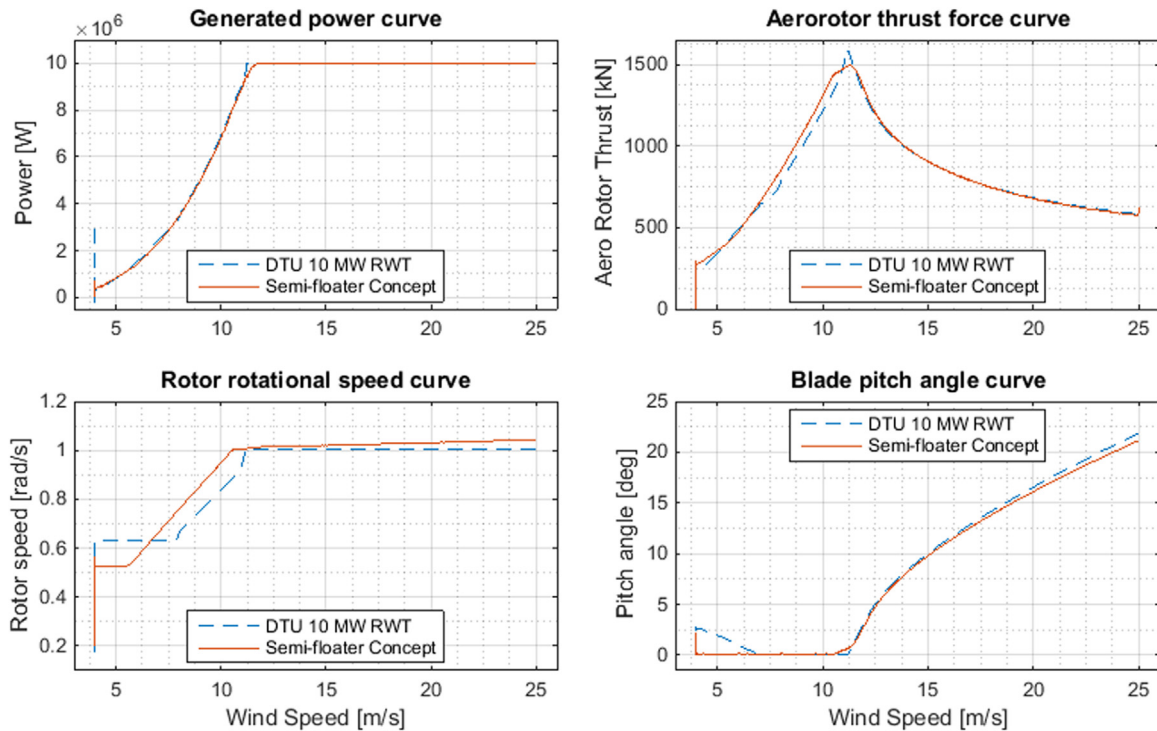 Generated power curve
× 10⁶
10
8
6
4
2
0
Power [W]
DTU 10 MW RWT
Semi-floater Concept
5 10 15 20 25
Aerorotor thrust force curve
1500
1000
500
0
Aero Rotor Thrust [kN]
DTU 10 MW RWT
Semi-floater Concept
5 10 15 20 25
Rotor rotational speed curve
1.2
1
0.8
0.6
0.4
0.2
Rotor speed [rad/s]
DTU 10 MW RWT
Semi-floater Concept
5 10 15 20 25
Wind Speed [m/s]
Blade pitch angle curve
25
20
15
10
5
0
Pitch angle [deg]
DTU 10 MW RWT
Semi-floater Concept
5 10 15 20 25
Wind Speed [m/s]